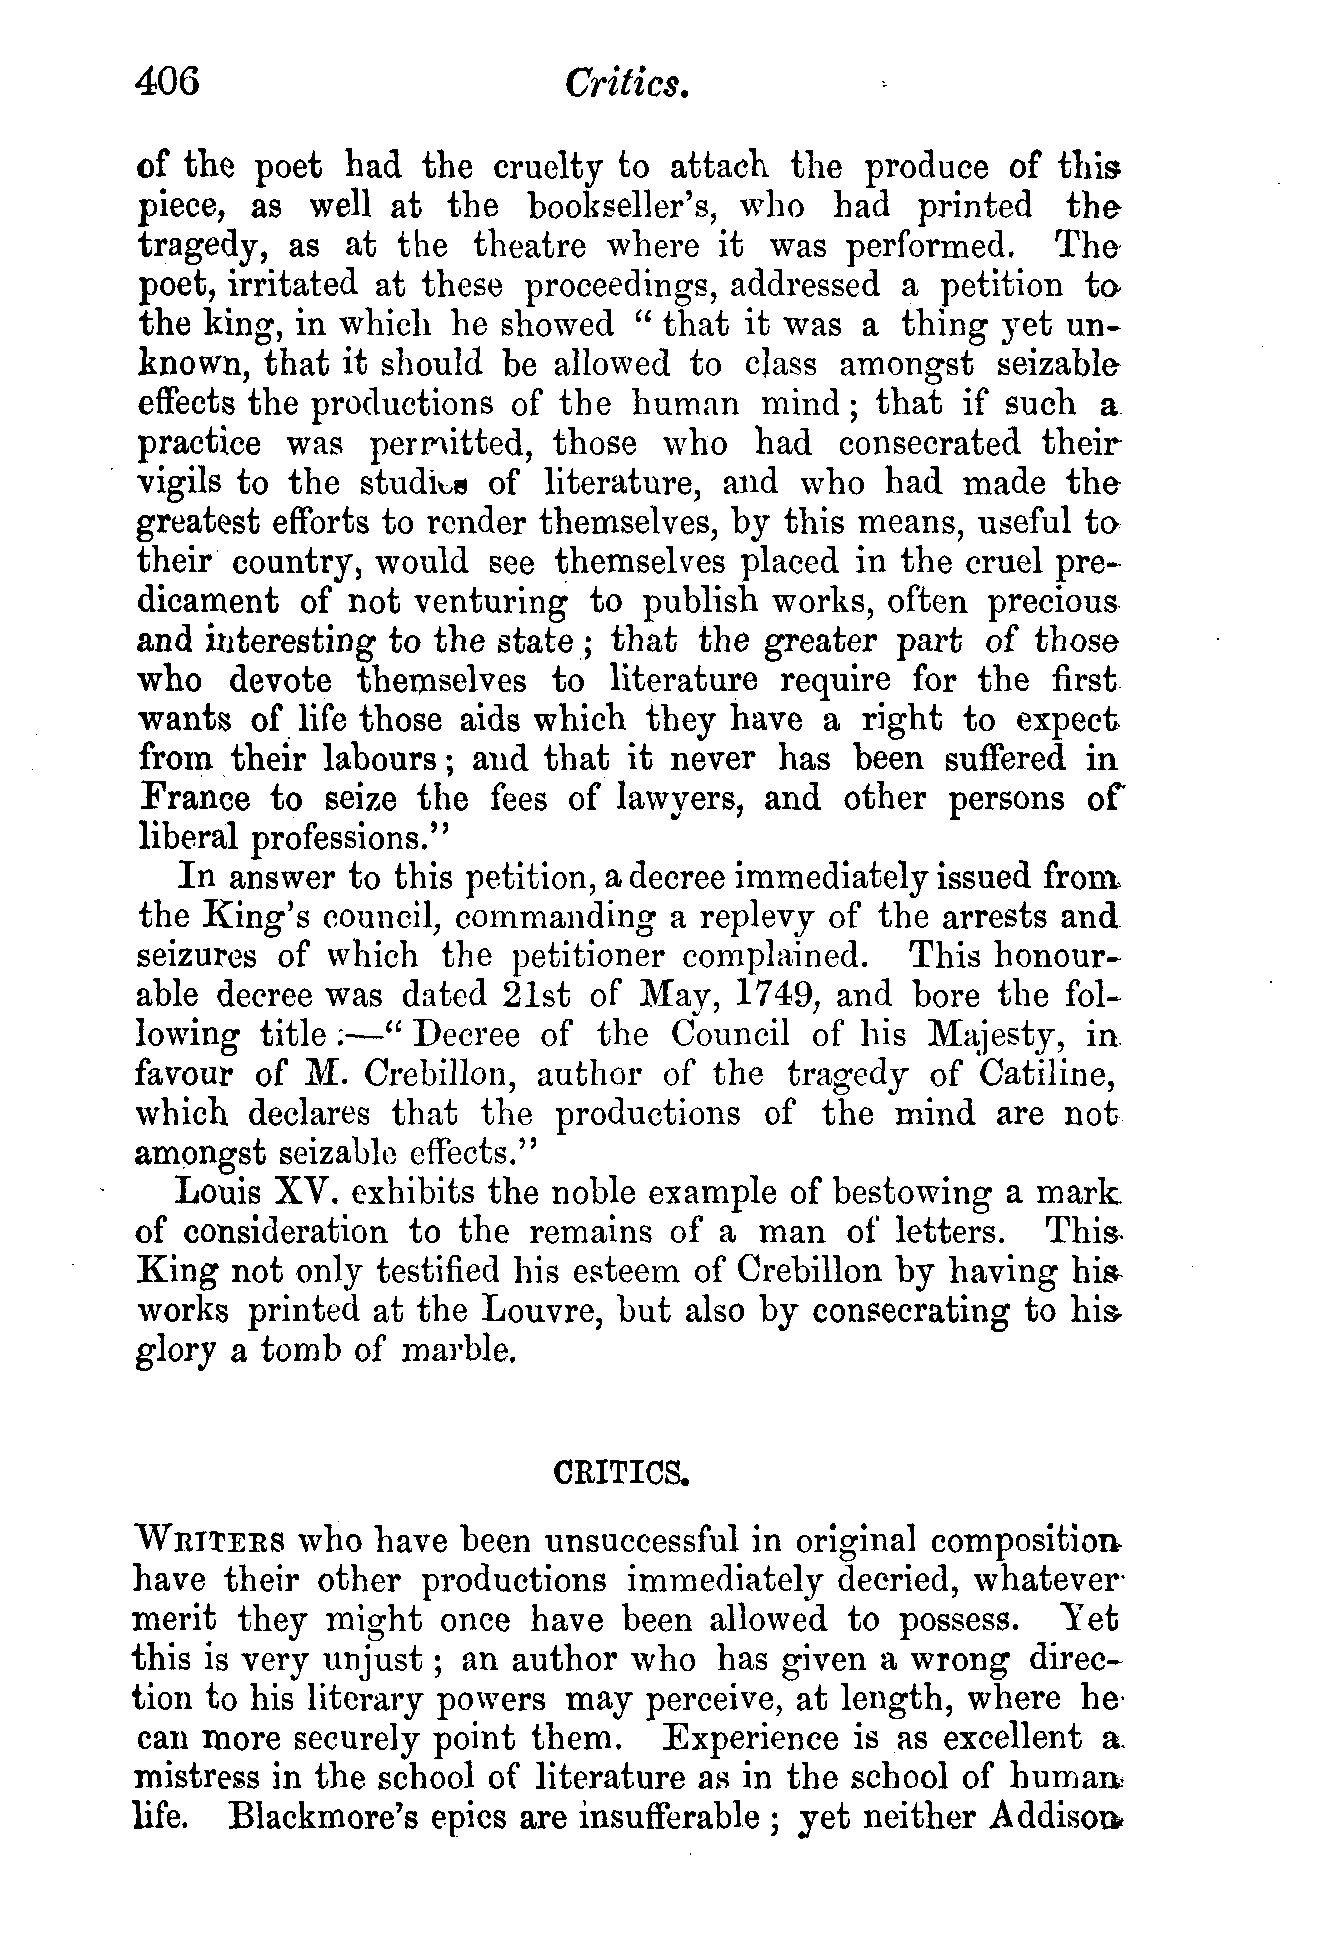 406 Critics.
of the poet had the cruelty to attach the produce of this
piece, as well at the bookseller's, who had printed the
tragedy, as at the theatre where it was performed. The
poet, irritated at these proceedings, addressed a petition to
the king, in which he showed " that it was a thing yet un-
known, that it should be allowed to class amongst seizable
effects the productions of the human mind ; that if such a
practice was permitted, those who had consecrated their
vigils to the studies of literature, and who had made the
greatest efforts to render themselves, by this means, useful to
their country, would see themselves placed in the cruel pre-
dicament of not venturing to publish works, often precious
and interesting to the state ; that the greater part of those
who devote themselves to literature require for the first
wants of life those aids which they have a right to expect
from their labours ; and that it never has been suffered in
France to seize the fees of lawyers, and other persons of
liberal professions."
In answer to this petition, a decree immediately issued from
the King's council, commanding a replevy of the arrests and
seizures of which the petitioner complained. This honour-
able decree was dated 21st of May, 1749, and bore the fol-
lowing title :—" Decree of the Council of his Majesty, in
favour of M. Crebillon, author of the tragedy of Catiline,
which declares that the productions of the mind are not
amongst seizable effects."
Louis XV. exhibits the noble example of bestowing a mark
of consideration to the remains of a man of letters. This
King not only testified his esteem of Crebillon by having his
works printed at the Louvre, but also by consecrating to his
glory a tomb of marble.
CRITICS.
WRITERS who have been unsuccessful in original composition
have their other productions immediately decried, whatever
merit they might once have been allowed to possess. Yet
this is very unjust ; an author who has given a wrong direc-
tion to his literary powers may perceive, at length, where he
can more securely point them. Experience is as excellent a
mistress in the school of literature as in the school of human
life. Blackmore's epics are insufferable ; yet neither Addison